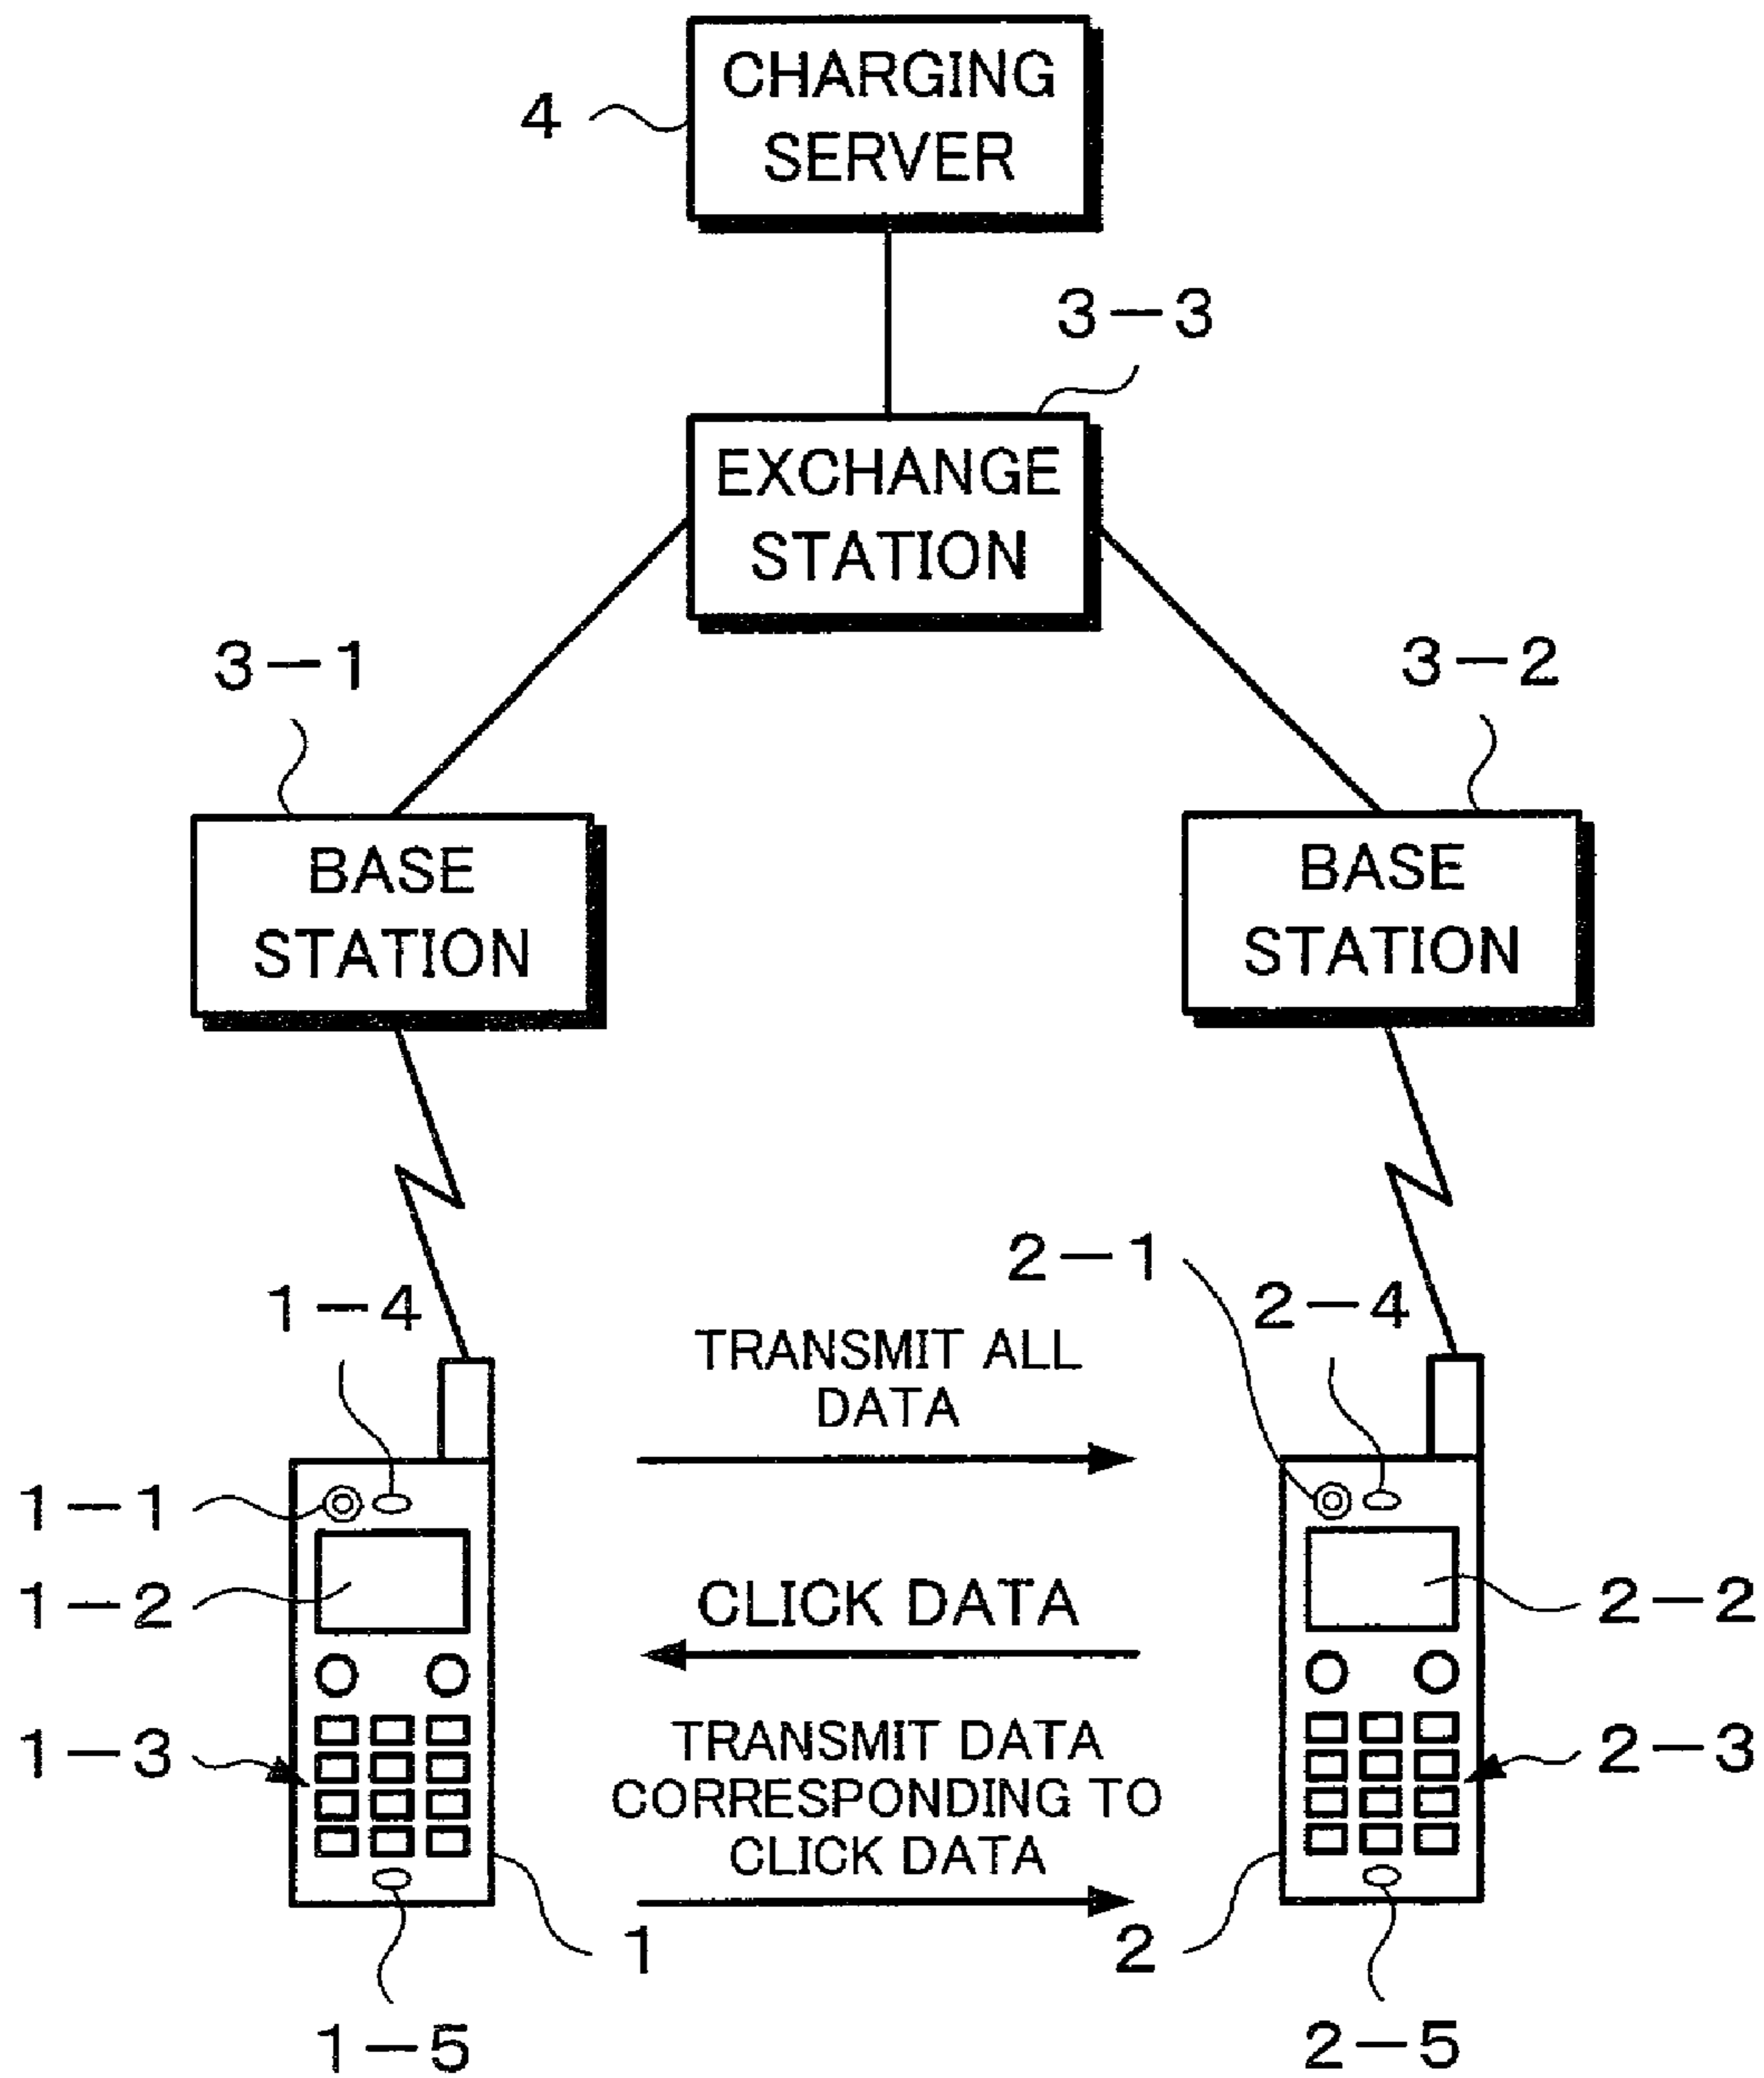 CHARGING
SERVER
4
3-3
EXCHANGE
STATION
3-1
3-2
BASE
STATION
BASE
STATION
2-1
1-4
2-4
TRANSMIT ALL
DATA
1-1
1-2
CLICK DATA
2-2
TRANSMIT DATA
CORRESPONDING TO
CLICK DATA
1-3
2-3
1
2
1-5
2-5